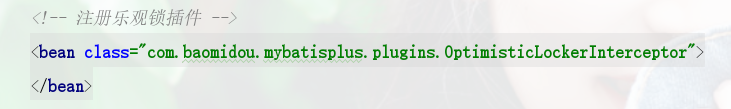 <!-- 注册乐观锁插件 -->
<bean class="com.baomidou.mybatisplus.plugins.OptimisticLockerInterceptor">
</bean>